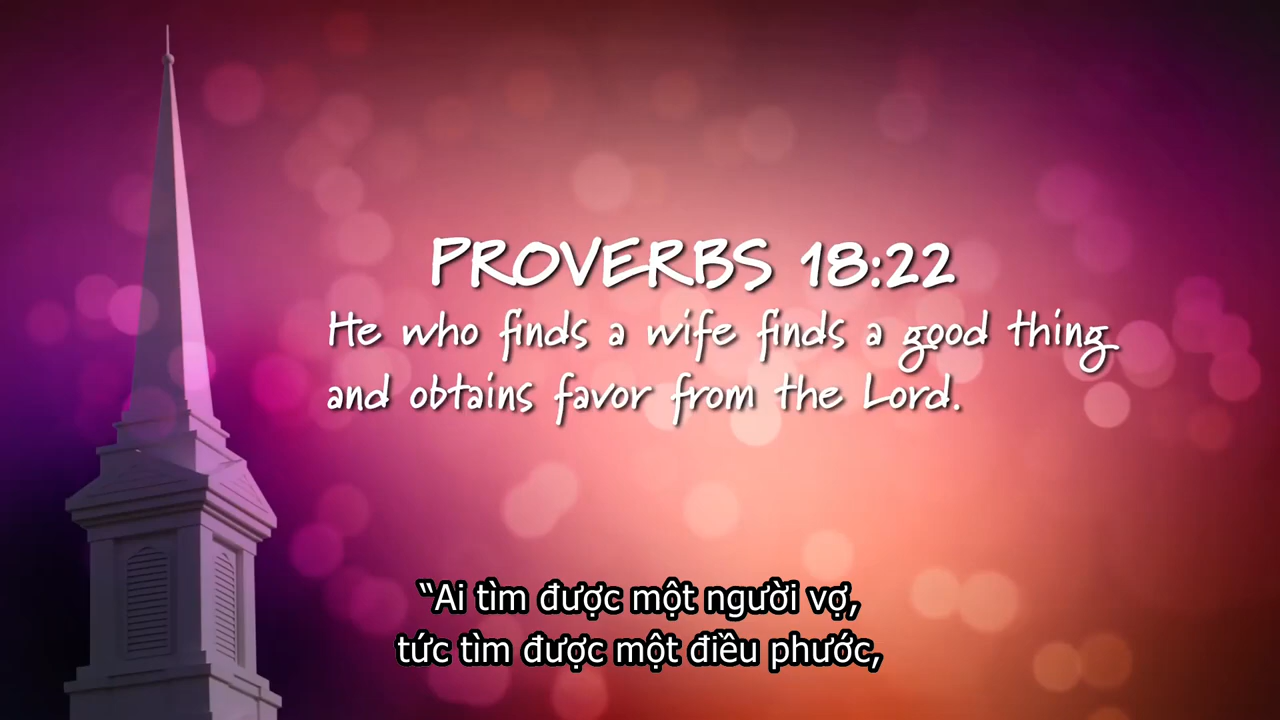 PROVERBS 18:22
He who finds a wife finds a good thing
and obtains favor from the Lord.
“Ai tìm được một người vợ,
tức tìm được một điều phước,